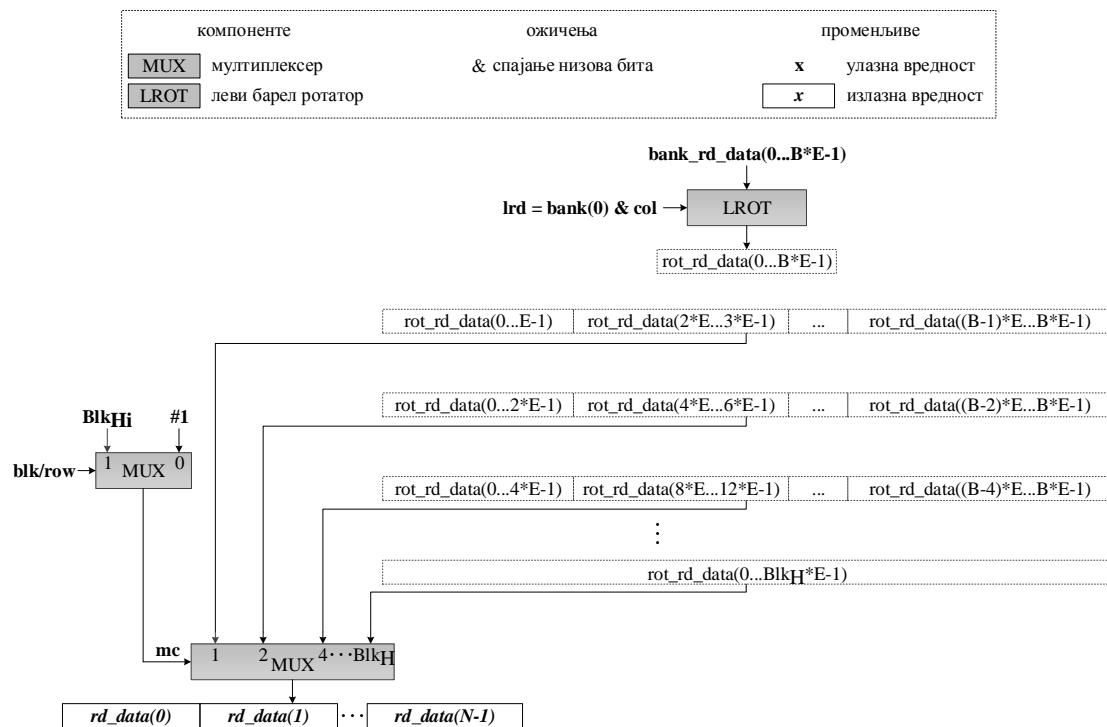 компоненте ожичења променљиве
MUX мултиплексер & спајање низова бита x улазна вредност
LROT леви барел ротатор x излазна вредност
bank_rd_data(0...B*E-1)
lrd = bank(0) & col LROT
rot_rd_data(0...B*E-1)
rot_rd_data(0...E-1) rot_rd_data(2*E...3*E-1) ... rot_rd_data((B-1)*E...B*E-1)
BlkHi #1
rot_rd_data(0...2*E-1) rot_rd_data(4*E...6*E-1) ... rot_rd_data((B-2)*E...B*E-1)
blk/row 1 MUX 0
rot_rd_data(0...4*E-1) rot_rd_data(8*E...12*E-1) ... rot_rd_data((B-4)*E...B*E-1)
⋮
rot_rd_data(0...BlkH*E-1)
mc 1 2 MUX 4 ··· BlkH
rd_data(0) rd_data(1) ··· rd_data(N-1)